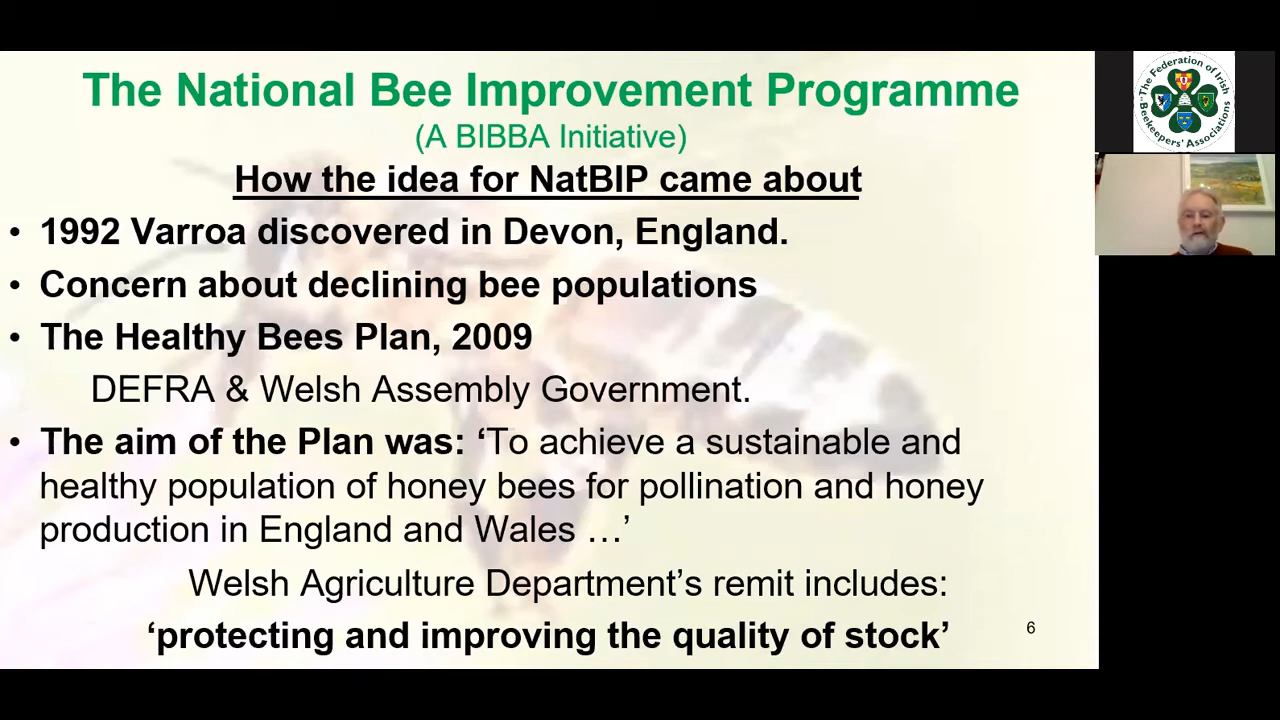 The National Bee Improvement Programme
(A BIBBA Initiative)
How the idea for NatBIP came about
• 1992 Varroa discovered in Devon, England.
• Concern about declining bee populations
• The Healthy Bees Plan, 2009
DEFRA & Welsh Assembly Government.
• The aim of the Plan was: ‘To achieve a sustainable and
healthy population of honey bees for pollination and honey
production in England and Wales …’
Welsh Agriculture Department’s remit includes:
‘protecting and improving the quality of stock’
6
The Federation of Irish
Beekeepers' Associations